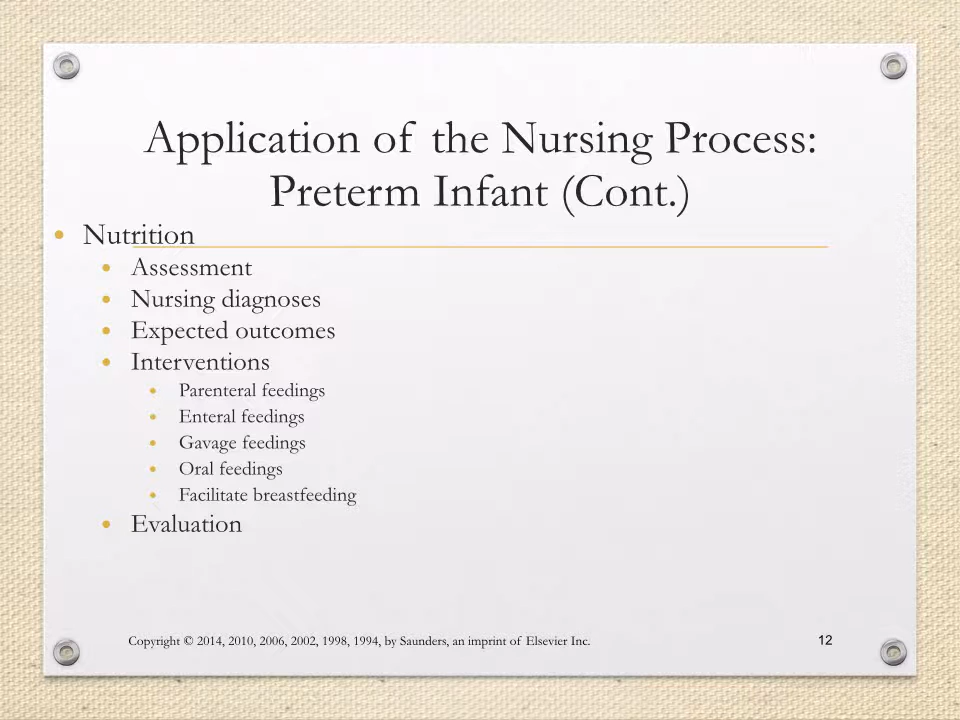 Application of the Nursing Process:
Preterm Infant (Cont.)
• Nutrition
• Assessment
• Nursing diagnoses
• Expected outcomes
• Interventions
• Parenteral feedings
• Enteral feedings
• Gavage feedings
• Oral feedings
• Facilitate breastfeeding
• Evaluation
Copyright © 2014, 2010, 2006, 2002, 1998, 1994, by Saunders, an imprint of Elsevier Inc.
12